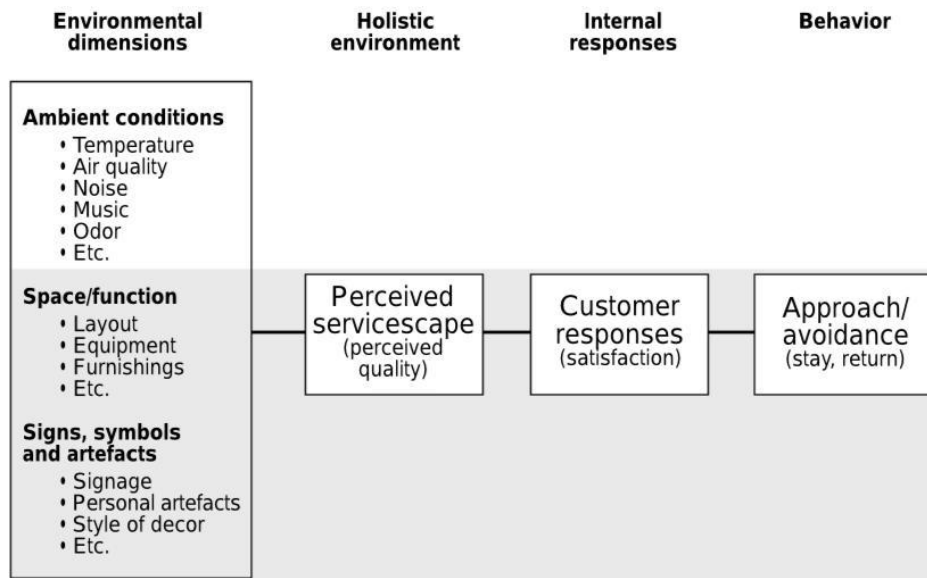 Environmental
dimensions
Holistic
environment
Internal
responses
Behavior
Ambient conditions
• Temperature
• Air quality
• Noise
• Music
• Odor
• Etc.
Space/function
• Layout
• Equipment
• Furnishings
• Etc.
Signs, symbols
and artefacts
• Signage
• Personal artefacts
• Style of decor
• Etc.
Perceived
servicescape
(perceived
quality)
Customer
responses
(satisfaction)
Approach/
avoidance
(stay, return)